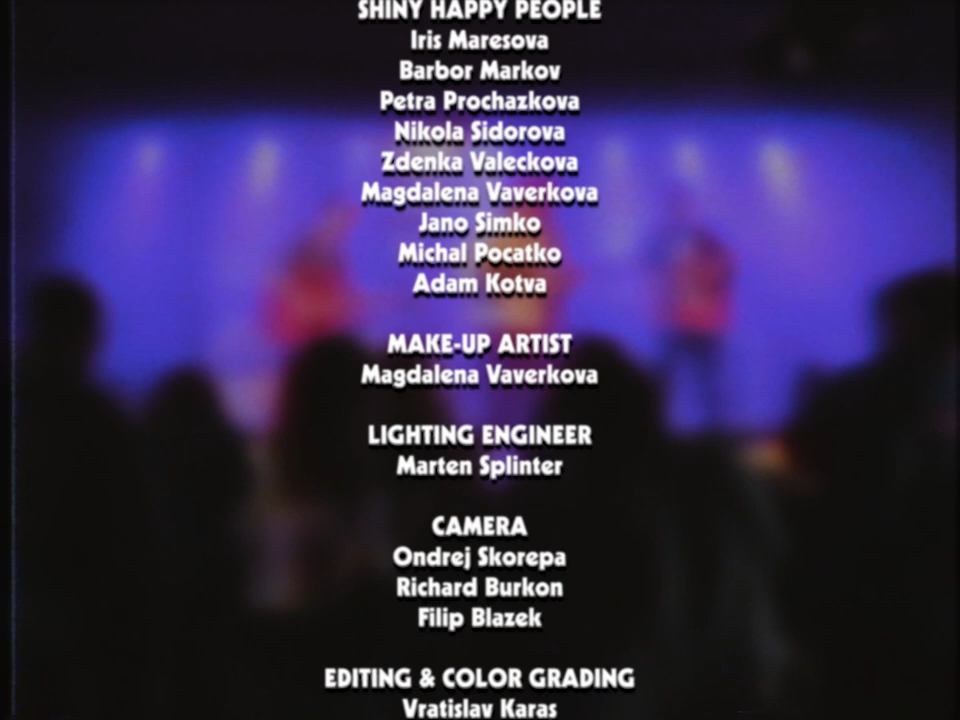 SHINY HAPPY PEOPLE
Iris Maresova
Barbor Markov
Petra Prochazkova
Nikola Sidorova
Zdenka Valeckova
Magdalena Vaverkova
Jano Simko
Michal Pocatko
Adam Kotva
MAKE-UP ARTIST
Magdalena Vaverkova
LIGHTING ENGINEER
Marten Splinter
CAMERA
Ondrej Skorepa
Richard Burkon
Filip Blazek
EDITING & COLOR GRADING
Vratislav Karas